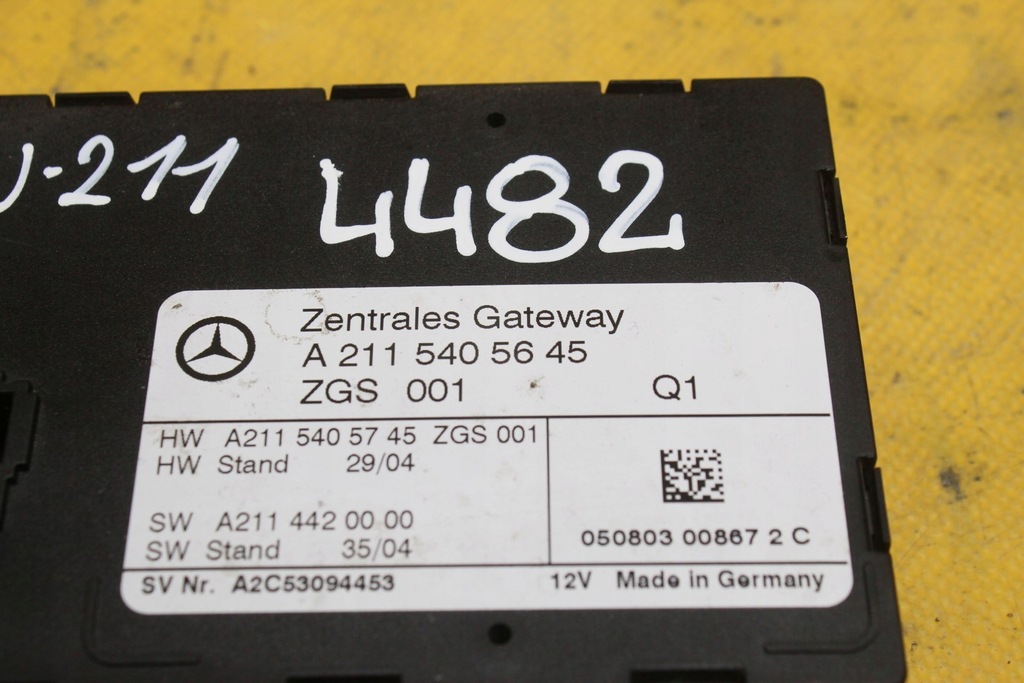 -211
4482
Zentrales Gateway
A 211 540 56 45
ZGS 001 Q1
HW A211 540 57 45 ZGS 001
HW Stand 29/04
SW A211 442 00 00
SW Stand 35/04
050803 00867 2 C
SV Nr. A2C53094453
12V Made in Germany